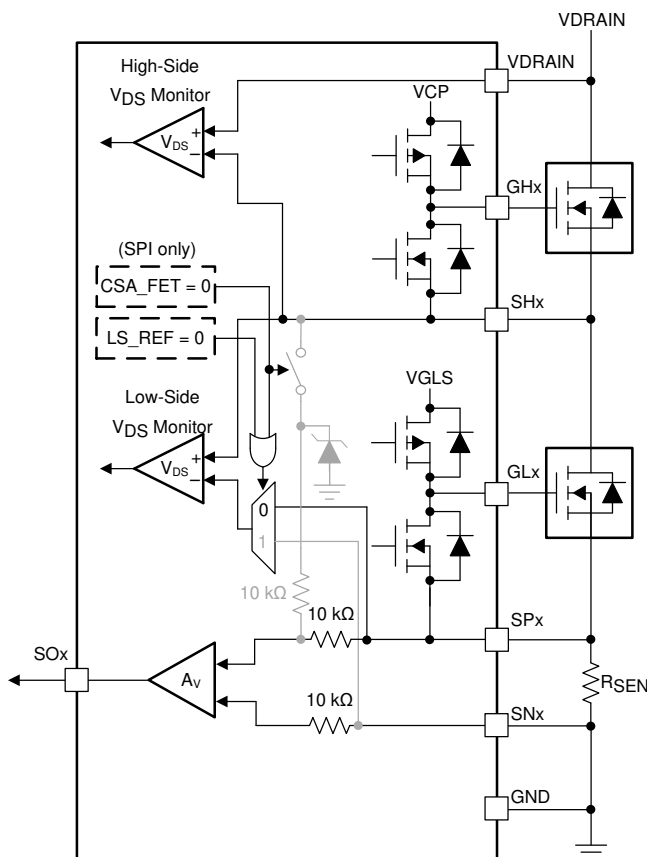 VDRAIN
VDRAIN
High-Side
VDS Monitor
VCP
+
VDS
−
GHx
(SPI only)
CSA_FET = 0
SHx
LS_REF = 0
VGLS
Low-Side
VDS Monitor
+
VDS
−
GLx
0
1
10 kΩ
10 kΩ
SPx
SOx
AV
RSEN
10 kΩ
SNx
GND